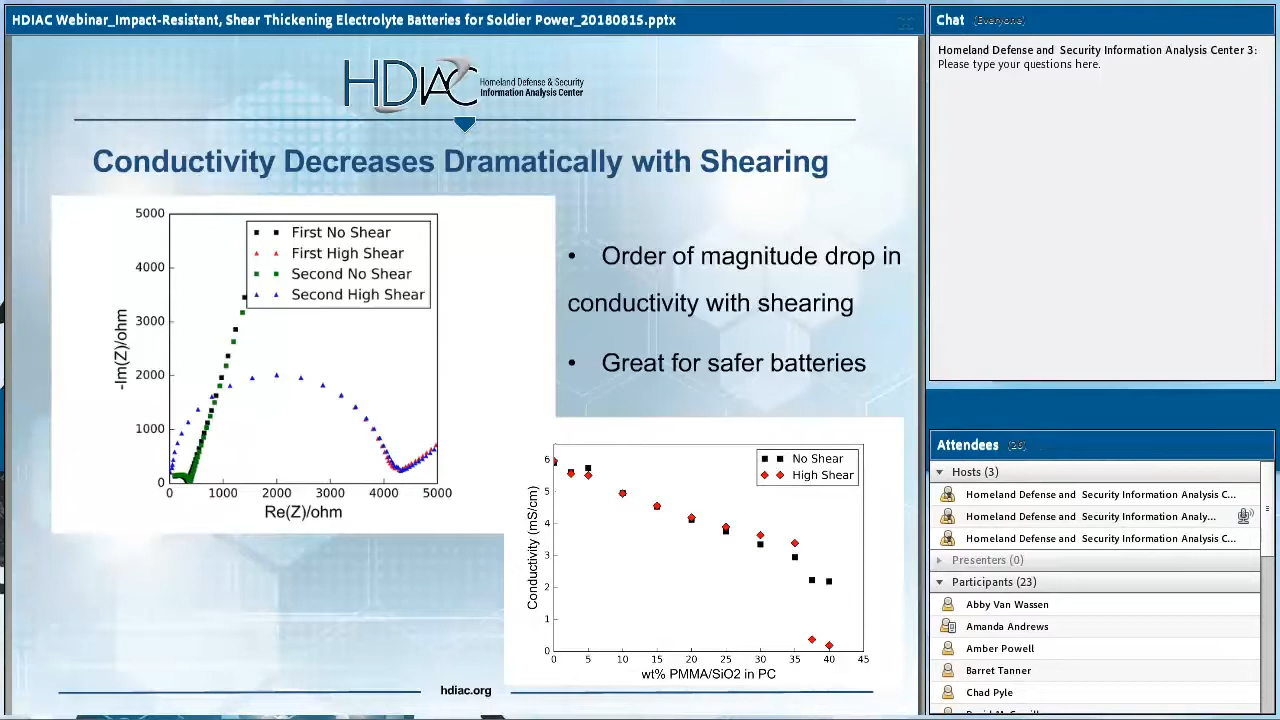 HDIAC Webinar_Impact-Resistant, Shear Thickening Electrolyte Batteries for Soldier Power_20180815.pptx
HDIAC
Homeland Defense & Security
Information Analysis Center
Conductivity Decreases Dramatically with Shearing
5000
4000
3000
2000
1000
0
0 1000 2000 3000 4000 5000
-Im(Z)/ohm
Re(Z)/ohm
First No Shear
First High Shear
Second No Shear
Second High Shear
• Order of magnitude drop in
conductivity with shearing
• Great for safer batteries
6
5
4
3
2
1
0
0 5 10 15 20 25 30 35 40 45
Conductivity (mS/cm)
wt% PMMA/SiO2 in PC
No Shear
High Shear
hdiac.org
Chat (Everyone)
Homeland Defense and Security Information Analysis Center 3:
Please type your questions here.
Attendees
Hosts (3)
Homeland Defense and Security Information Analysis C...
Homeland Defense and Security Information Analy...
Homeland Defense and Security Information Analysis C...
Presenters (0)
Participants (23)
Abby Van Wassen
Amanda Andrews
Amber Powell
Barret Tanner
Chad Pyle